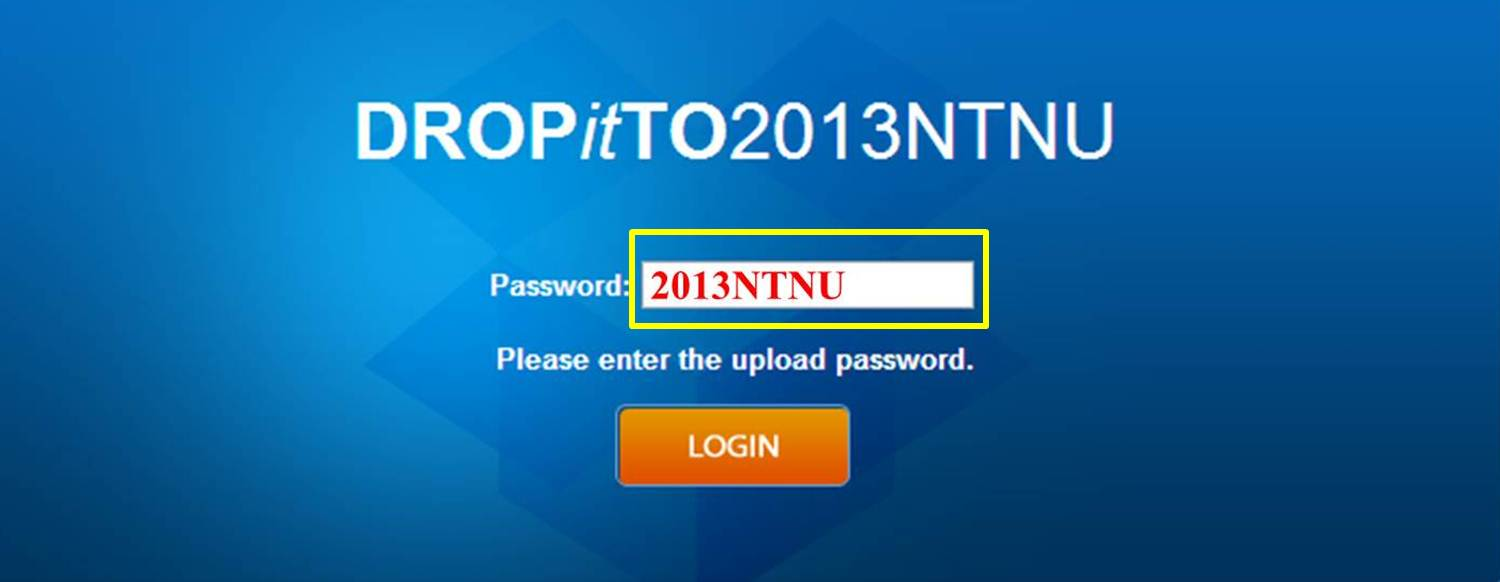 DROPitTO2013NTNU
Password: 2013NTNU
Please enter the upload password.
LOGIN